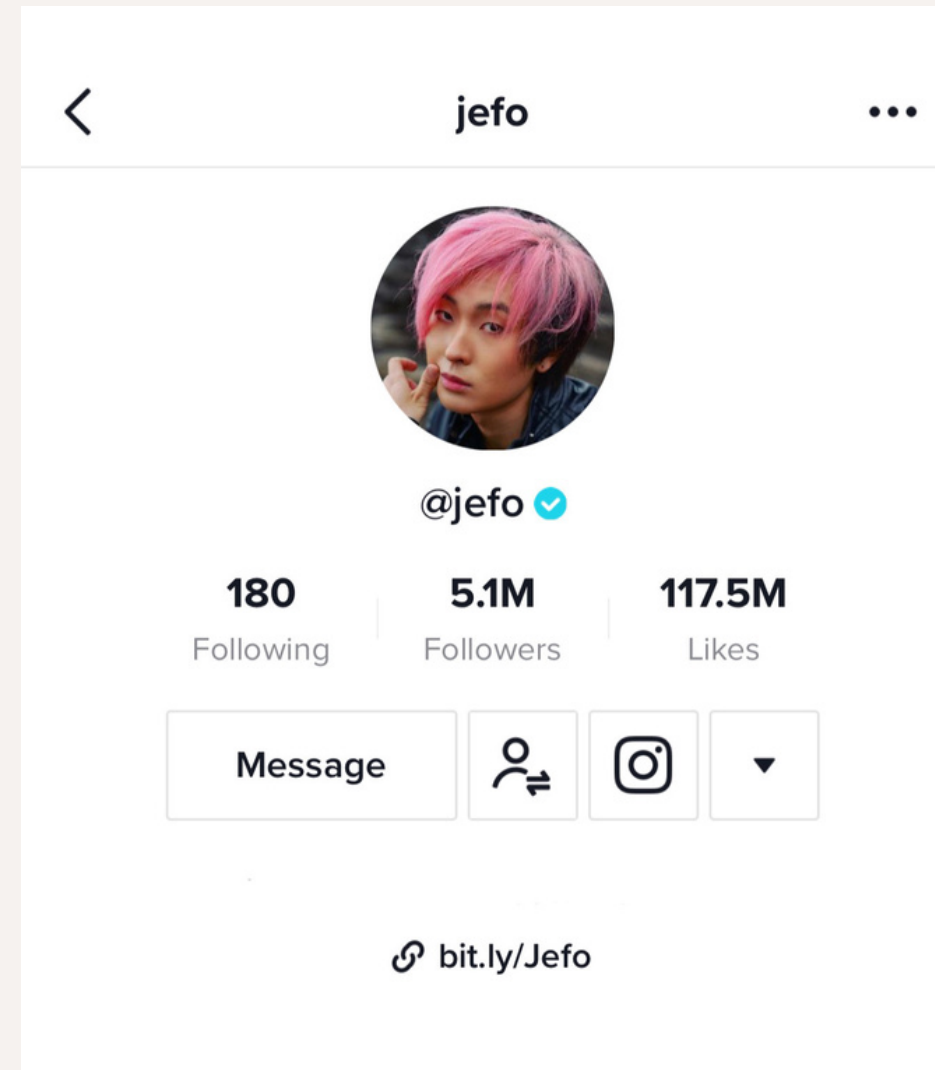 jefo
@jefo
180 5.1M 117.5M
Following Followers Likes
Message
bit.ly/Jefo